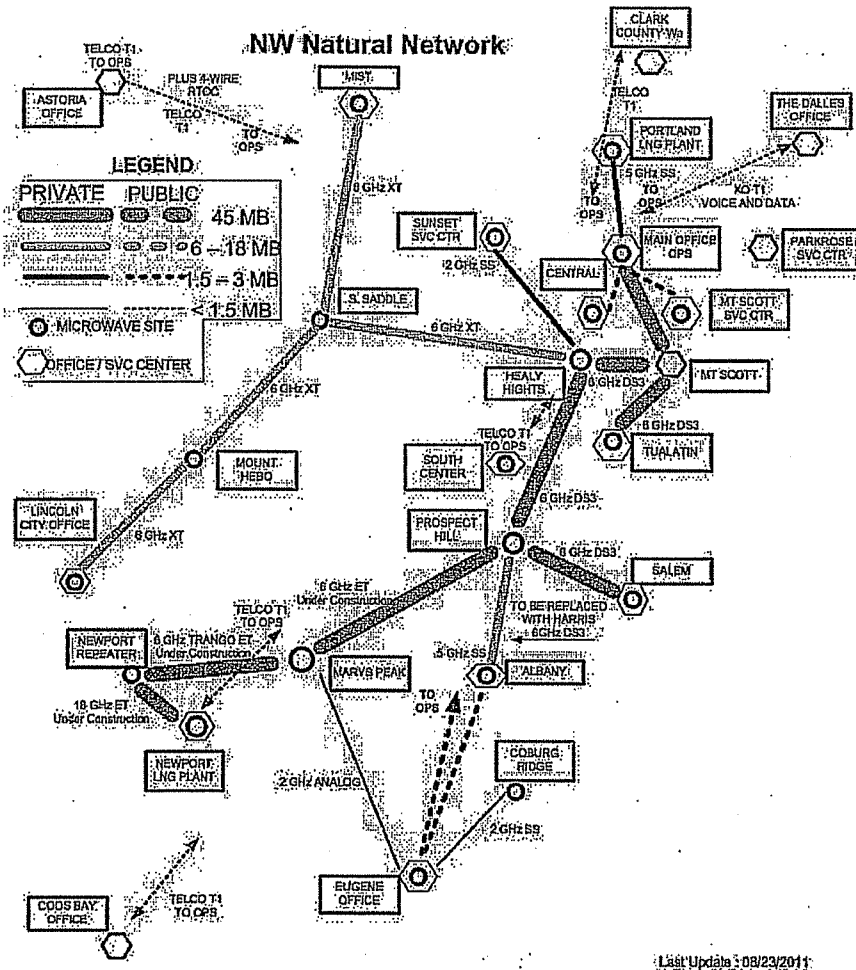 NW Natural Network
TELCO T1
TO OPS
ASTORIA
OFFICE
PLUS 4-WIRE
RTCC
TELCO
T1
TO
OPS
MIST
8 GHz XT
CLARK
COUNTY Wa
TELCO
T1
TO
OPS
PORTLAND
LNG PLANT
5 GHz SS
THE DALLES
OFFICE
TO
OPS
XO T1
VOICE AND DATA
LEGEND
PRIVATE PUBLIC
45 MB
6 - 18 MB
1.5 - 3 MB
< 1.5 MB
MICROWAVE SITE
OFFICE / SVC CENTER
SUNSET
SVC CTR
2 GHz SS
MAIN OFFICE
OPS
PARKROSE
SVC CTR
CENTRAL
MT SCOTT
SVC CTR
S. SADDLE
6 GHz XT
6 GHz XT
HEALY
HIGHTS
6 GHz DS3
MT SCOTT
6 GHz DS3
TUALATIN
TELCO T1
TO OPS
SOUTH
CENTER
6 GHz DS3
MOUNT
HEBO
LINCOLN
CITY OFFICE
6 GHz XT
PROSPECT
HILL
6 GHz DS3
SALEM
6 GHz ET
Under Construction
TO BE REPLACED
WITH HARRIS
6GHz DS3
5 GHz SS
ALBANY
TELCO T1
TO OPS
NEWPORT
REPEATER
6 GHz TRANGO ET
Under Construction
MARYS PEAK
18 GHz ET
Under Construction
NEWPORT
LNG PLANT
TO
OPS
2 GHz ANALOG
COBURG
RIDGE
2 GHz SS
EUGENE
OFFICE
COOS BAY
OFFICE
TELCO T1
TO OPS
Last Update : 08/23/2011